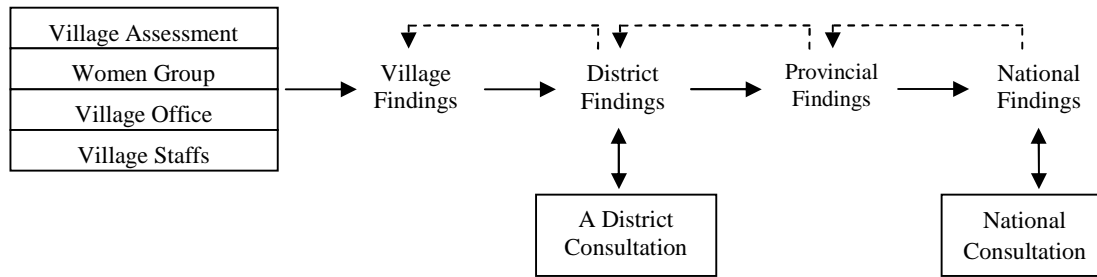 Village Assessment
Women Group
Village Office
Village Staffs
Village
Findings
District
Findings
Provincial
Findings
National
Findings
A District
Consultation
National
Consultation